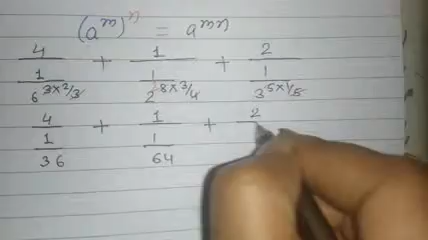 (a^m)^n = a^mn
4 + 1 + 2
1 1 1
6^3×2/3 2^8×3/4 3^5×1/5
4 + 1 + 2
1 1
36 64